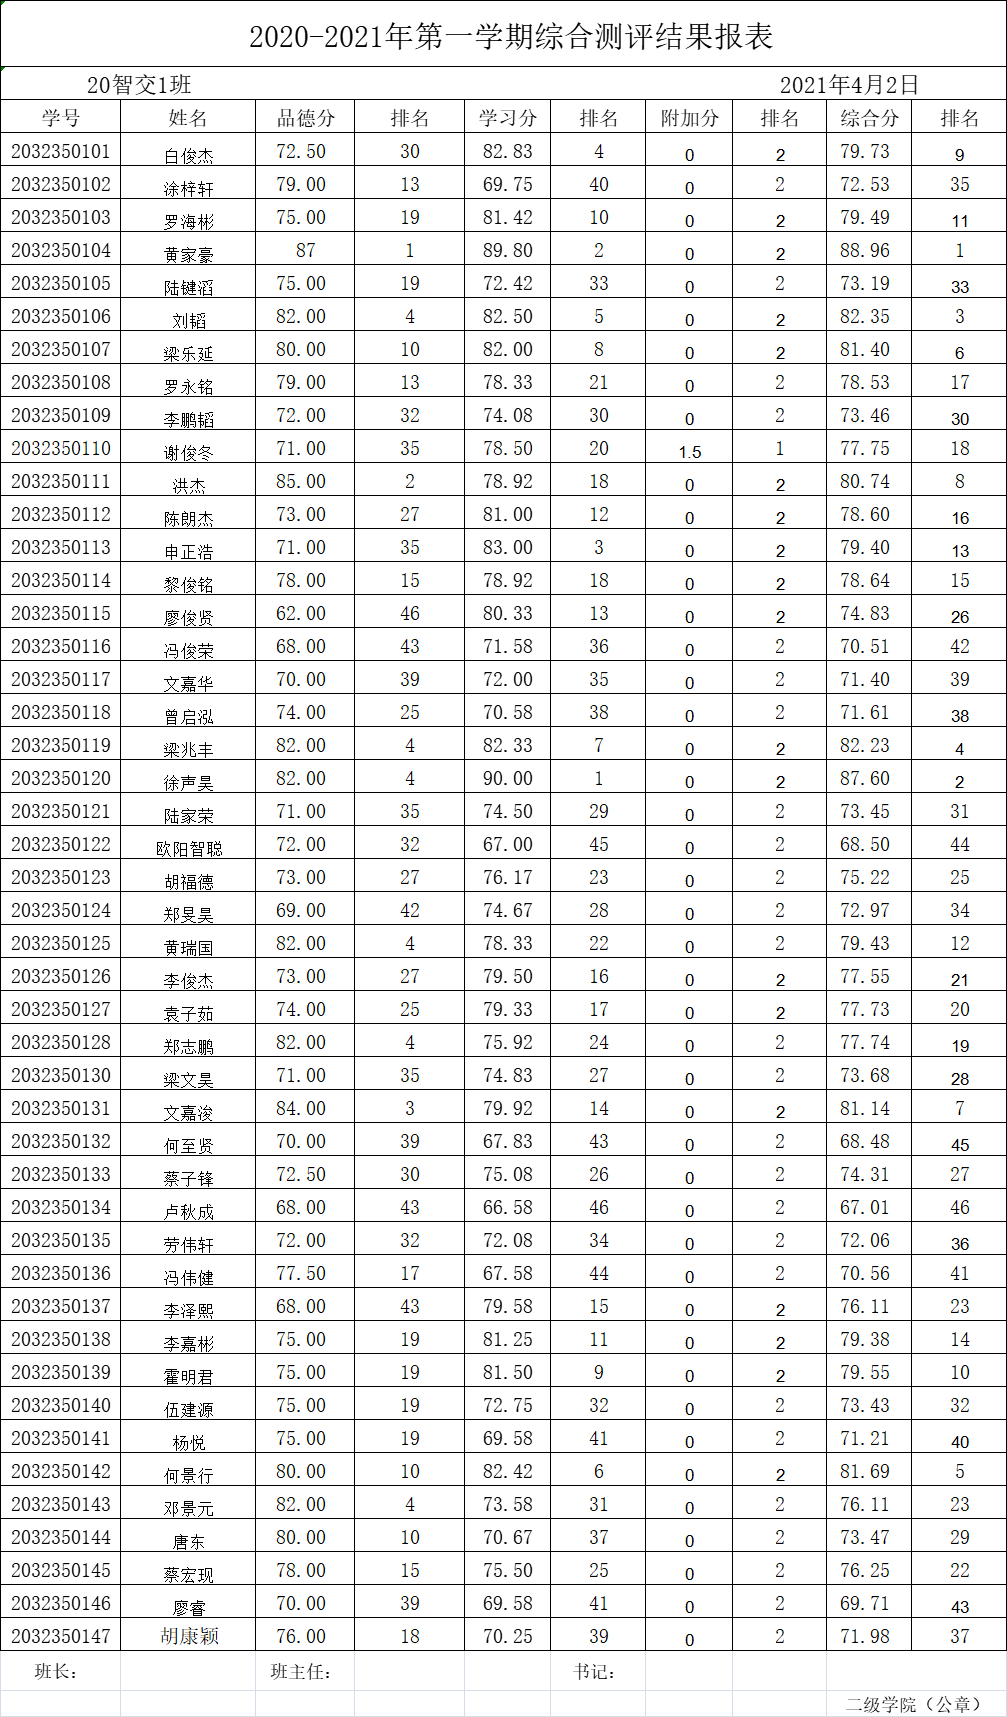 2020-2021年第一学期综合测评结果报表
20智交1班 2021年4月2日
学号 姓名 品德分 排名 学习分 排名 附加分 排名 综合分 排名
2032350101 白俊杰 72.50 30 82.83 4 0 2 79.73 9
2032350102 涂梓轩 79.00 13 69.75 40 0 2 72.53 35
2032350103 罗海彬 75.00 19 81.42 10 0 2 79.49 11
2032350104 黄家豪 87 1 89.80 2 0 2 88.96 1
2032350105 陆键滔 75.00 19 72.42 33 0 2 73.19 33
2032350106 刘韬 82.00 4 82.50 5 0 2 82.35 3
2032350107 梁乐延 80.00 10 82.00 8 0 2 81.40 6
2032350108 罗永铭 79.00 13 78.33 21 0 2 78.53 17
2032350109 李鹏韬 72.00 32 74.08 30 0 2 73.46 30
2032350110 谢俊冬 71.00 35 78.50 20 1.5 1 77.75 18
2032350111 洪杰 85.00 2 78.92 18 0 2 80.74 8
2032350112 陈朗杰 73.00 27 81.00 12 0 2 78.60 16
2032350113 申正浩 71.00 35 83.00 3 0 2 79.40 13
2032350114 黎俊铭 78.00 15 78.92 18 0 2 78.64 15
2032350115 廖俊贤 62.00 46 80.33 13 0 2 74.83 26
2032350116 冯俊荣 68.00 43 71.58 36 0 2 70.51 42
2032350117 文嘉华 70.00 39 72.00 35 0 2 71.40 39
2032350118 曾启泓 74.00 25 70.58 38 0 2 71.61 38
2032350119 梁兆丰 82.00 4 82.33 7 0 2 82.23 4
2032350120 徐声昊 82.00 4 90.00 1 0 2 87.60 2
2032350121 陆家荣 71.00 35 74.50 29 0 2 73.45 31
2032350122 欧阳智聪 72.00 32 67.00 45 0 2 68.50 44
2032350123 胡福德 73.00 27 76.17 23 0 2 75.22 25
2032350124 郑旻昊 69.00 42 74.67 28 0 2 72.97 34
2032350125 黄瑞国 82.00 4 78.33 22 0 2 79.43 12
2032350126 李俊杰 73.00 27 79.50 16 0 2 77.55 21
2032350127 袁子茹 74.00 25 79.33 17 0 2 77.73 20
2032350128 郑志鹏 82.00 4 75.92 24 0 2 77.74 19
2032350130 梁文昊 71.00 35 74.83 27 0 2 73.68 28
2032350131 文嘉浚 84.00 3 79.92 14 0 2 81.14 7
2032350132 何至贤 70.00 39 67.83 43 0 2 68.48 45
2032350133 蔡子锋 72.50 30 75.08 26 0 2 74.31 27
2032350134 卢秋成 68.00 43 66.58 46 0 2 67.01 46
2032350135 劳伟轩 72.00 32 72.08 34 0 2 72.06 36
2032350136 冯伟健 77.50 17 67.58 44 0 2 70.56 41
2032350137 李泽熙 68.00 43 79.58 15 0 2 76.11 23
2032350138 李嘉彬 75.00 19 81.25 11 0 2 79.38 14
2032350139 霍明君 75.00 19 81.50 9 0 2 79.55 10
2032350140 伍建源 75.00 19 72.75 32 0 2 73.43 32
2032350141 杨悦 75.00 19 69.58 41 0 2 71.21 40
2032350142 何景行 80.00 10 82.42 6 0 2 81.69 5
2032350143 邓景元 82.00 4 73.58 31 0 2 76.11 23
2032350144 唐东 80.00 10 70.67 37 0 2 73.47 29
2032350145 蔡宏现 78.00 15 75.50 25 0 2 76.25 22
2032350146 廖睿 70.00 39 69.58 41 0 2 69.71 43
2032350147 胡康颖 76.00 18 70.25 39 0 2 71.98 37
班长： 班主任： 书记：
二级学院（公章）